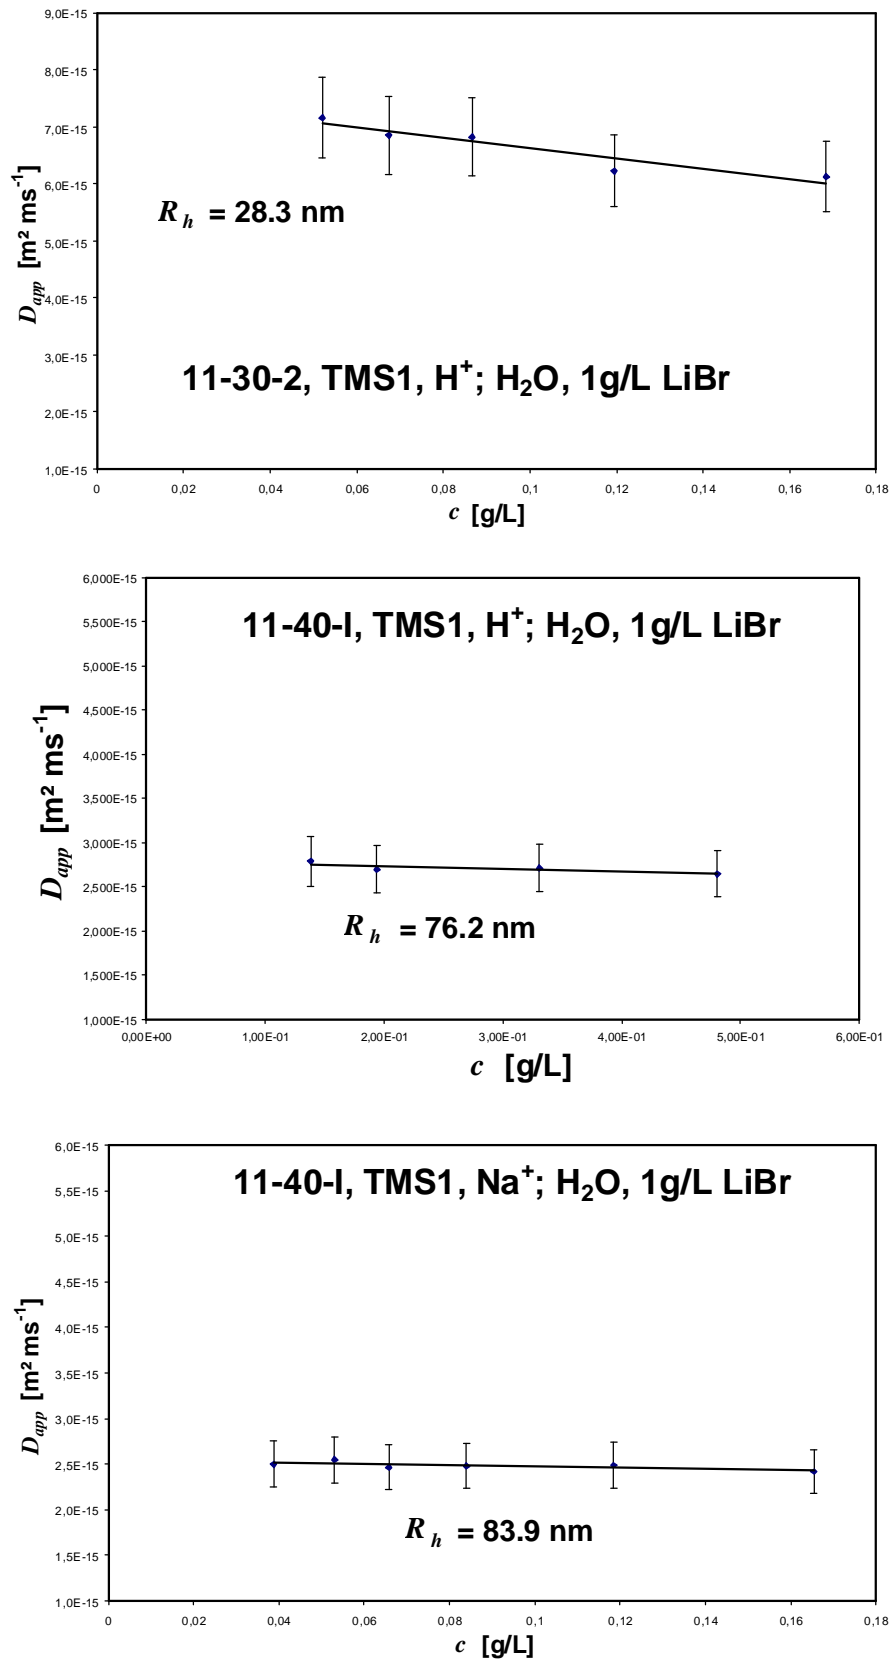 9,0E-15
8,0E-15
7,0E-15
6,0E-15
5,0E-15
4,0E-15
3,0E-15
2,0E-15
1,0E-15
D_app [m² ms⁻¹]
R_h = 28.3 nm
11-30-2, TMS1, H⁺; H₂O, 1g/L LiBr
0 0,02 0,04 0,06 0,08 0,1 0,12 0,14 0,16 0,18
c [g/L]
6,000E-15
5,500E-15
5,000E-15
4,500E-15
4,000E-15
3,500E-15
3,000E-15
2,500E-15
2,000E-15
1,500E-15
1,000E-15
D_app [m² ms⁻¹]
11-40-I, TMS1, H⁺; H₂O, 1g/L LiBr
R_h = 76.2 nm
0,00E+00 1,00E-01 2,00E-01 3,00E-01 4,00E-01 5,00E-01 6,00E-01
c [g/L]
6,0E-15
5,5E-15
5,0E-15
4,5E-15
4,0E-15
3,5E-15
3,0E-15
2,5E-15
2,0E-15
1,5E-15
1,0E-15
D_app [m² ms⁻¹]
11-40-I, TMS1, Na⁺; H₂O, 1g/L LiBr
R_h = 83.9 nm
0 0,02 0,04 0,06 0,08 0,1 0,12 0,14 0,16 0,18
c [g/L]